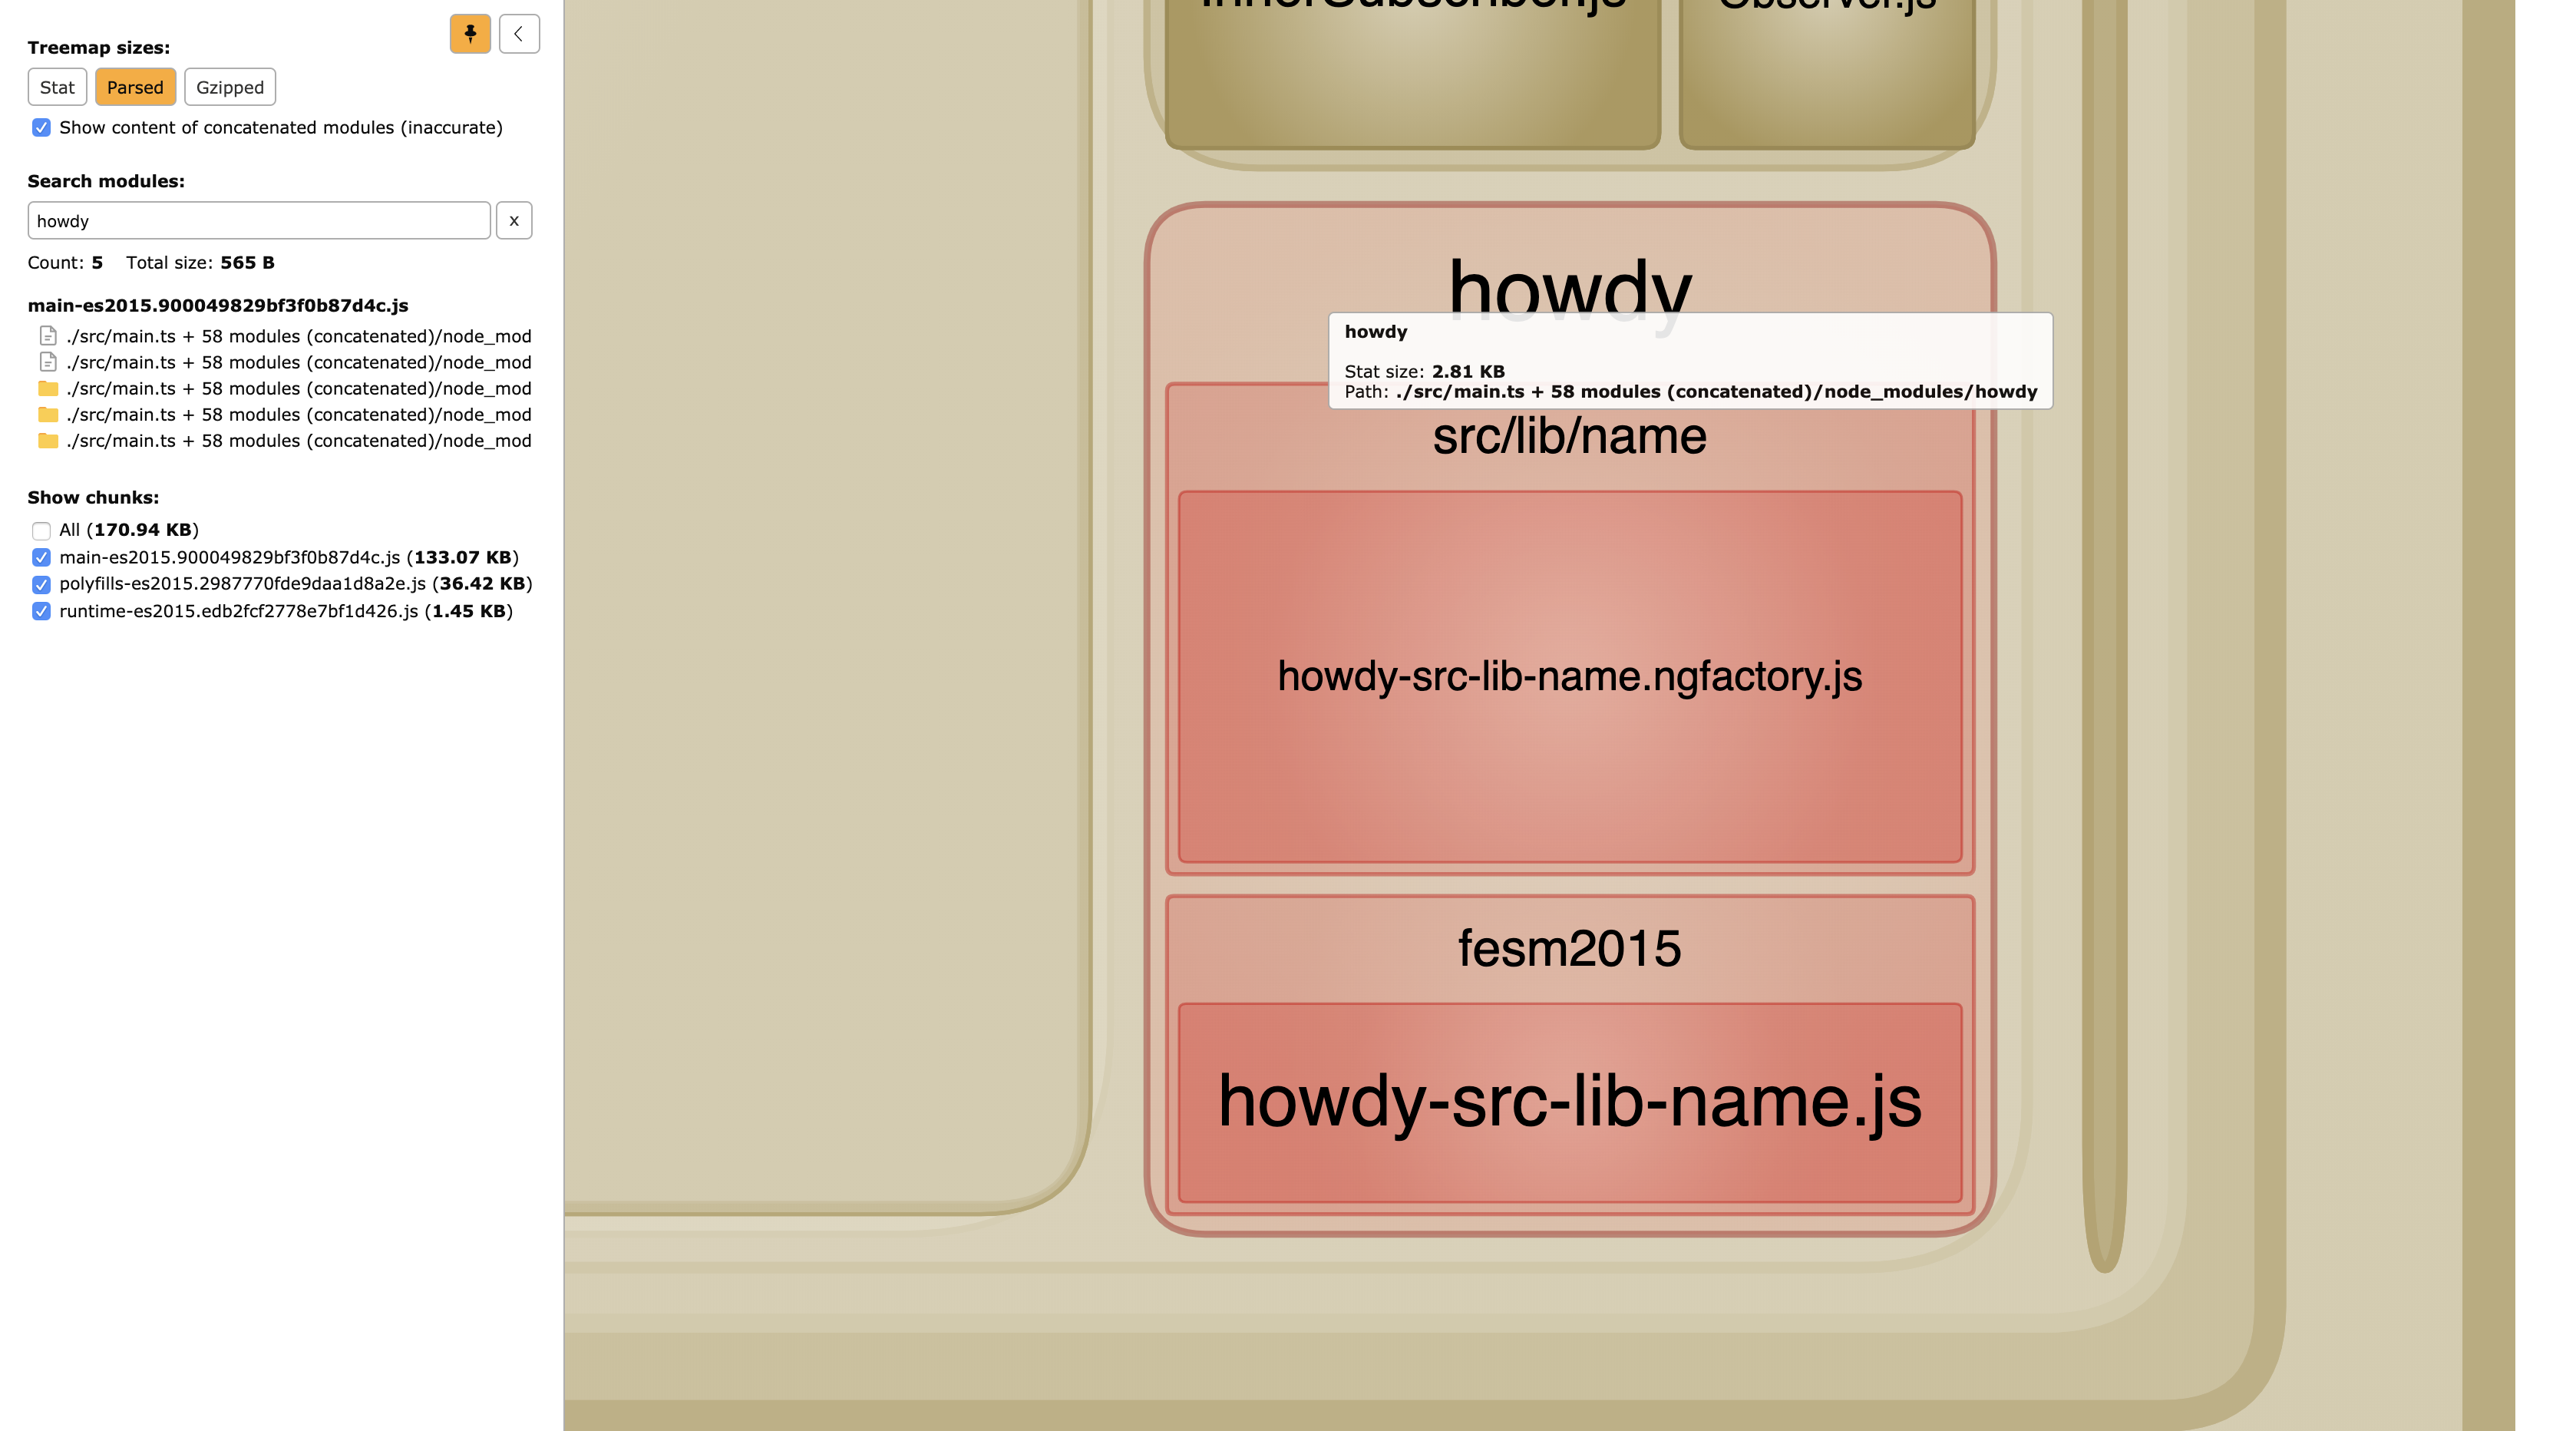 Treemap sizes:
Stat
Parsed
Gzipped
Show content of concatenated modules (inaccurate)
Search modules:
howdy
x
Count: 5 Total size: 565 B
main-es2015.900049829bf3f0b87d4c.js
./src/main.ts + 58 modules (concatenated)/node_mod
./src/main.ts + 58 modules (concatenated)/node_mod
./src/main.ts + 58 modules (concatenated)/node_mod
./src/main.ts + 58 modules (concatenated)/node_mod
./src/main.ts + 58 modules (concatenated)/node_mod
Show chunks:
All (170.94 KB)
main-es2015.900049829bf3f0b87d4c.js (133.07 KB)
polyfills-es2015.2987770fde9daa1d8a2e.js (36.42 KB)
runtime-es2015.edb2fcf2778e7bf1d426.js (1.45 KB)
InnerSubscriber.js
Observer.js
howdy
howdy
Stat size: 2.81 KB
Path: ./src/main.ts + 58 modules (concatenated)/node_modules/howdy
src/lib/name
howdy-src-lib-name.ngfactory.js
fesm2015
howdy-src-lib-name.js